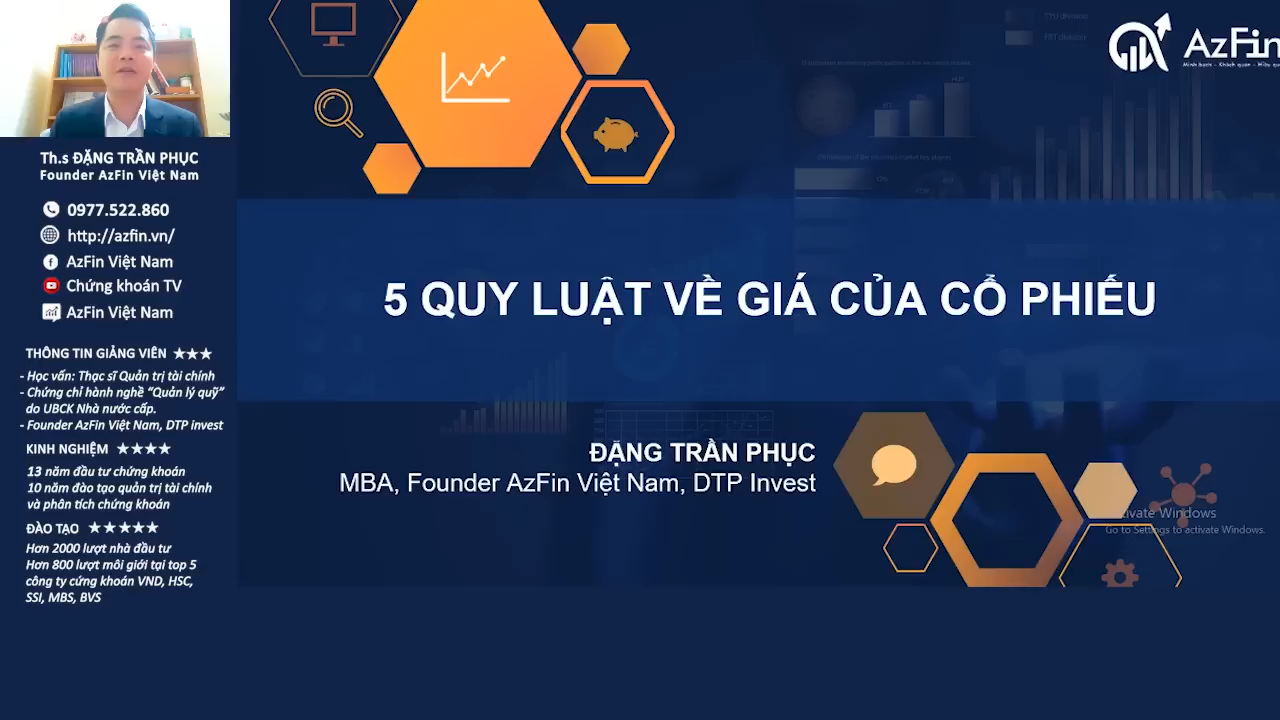 Th.s ĐẶNG TRẦN PHỤC
Founder AzFin Việt Nam
0977.522.860
http://azfin.vn/
AzFin Việt Nam
Chứng khoán TV
AzFin Việt Nam
THÔNG TIN GIẢNG VIÊN ★★★
- Học vấn: Thạc sĩ Quản trị tài chính
- Chứng chỉ hành nghề “Quản lý quỹ”
do UBCK Nhà nước cấp.
- Founder AzFin Việt Nam, DTP invest
KINH NGHIỆM ★★★★
13 năm đầu tư chứng khoán
10 năm đào tạo quản trị tài chính
và phân tích chứng khoán
ĐÀO TẠO ★★★★★
Hơn 2000 lượt nhà đầu tư
Hơn 800 lượt môi giới tại top 5
công ty cứng khoán VND, HSC,
SSI, MBS, BVS
AzFin
Minh bạch - Khách quan - Hiệu
5 QUY LUẬT VỀ GIÁ CỦA CỔ PHIẾU
ĐẶNG TRẦN PHỤC
MBA, Founder AzFin Việt Nam, DTP Invest
Activate Windows
Go to Settings to activate Windows.